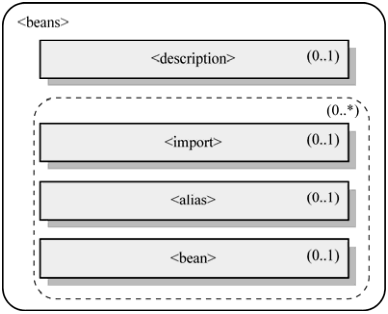 <beans>
<description> (0..1)
(0..*)
<import> (0..1)
<alias> (0..1)
<bean> (0..1)